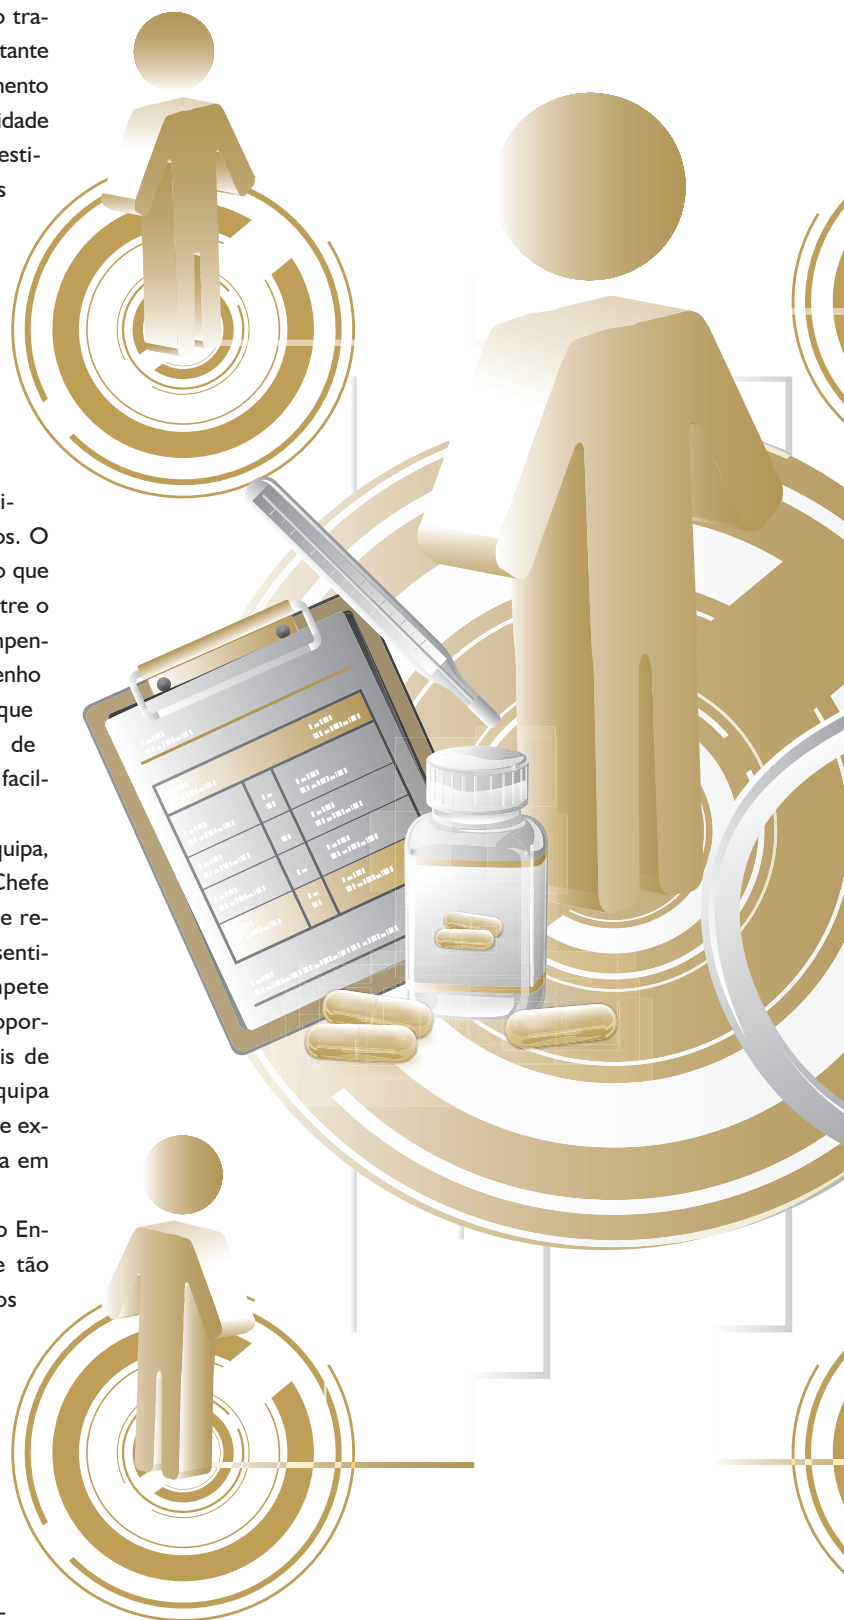 o tra-
tante
mento
idade
esti-
s
i-
os. O
o que
tre o
npen-
enho
que
de
facil-
quipa,
Chefe
e re-
senti-
npete
opor-
is de
quipa
e ex-
a em
o En-
e tão
os
-